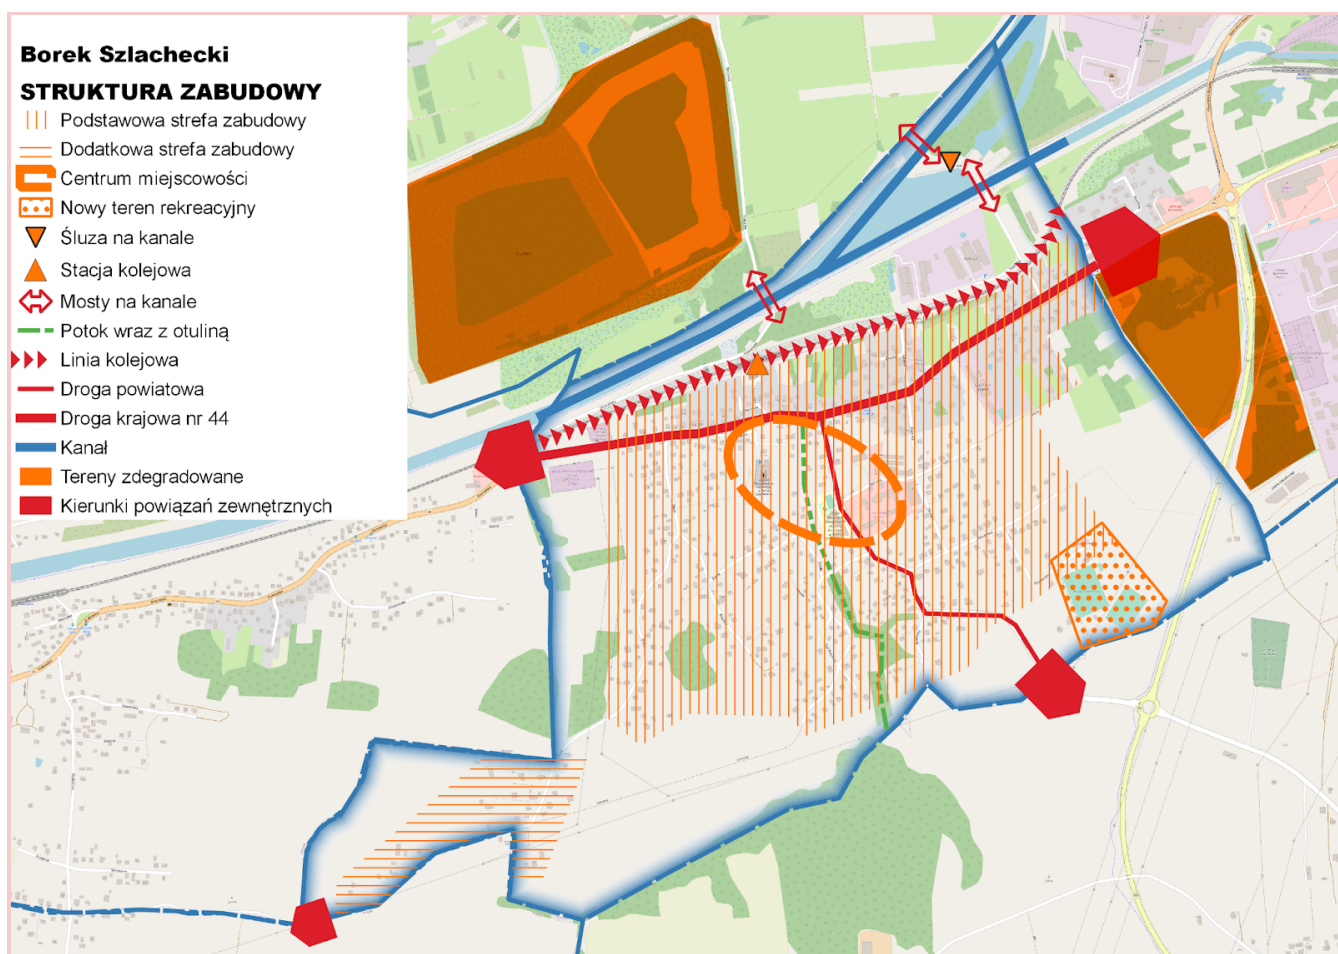 Borek Szlachecki
STRUKTURA ZABUDOWY
Podstawowa strefa zabudowy
Dodatkowa strefa zabudowy
Centrum miejscowości
Nowy teren rekreacyjny
Śluza na kanale
Stacja kolejowa
Mosty na kanale
Potok wraz z otuliną
Linia kolejowa
Droga powiatowa
Droga krajowa nr 44
Kanał
Tereny zdegradowane
Kierunki powiązań zewnętrznych